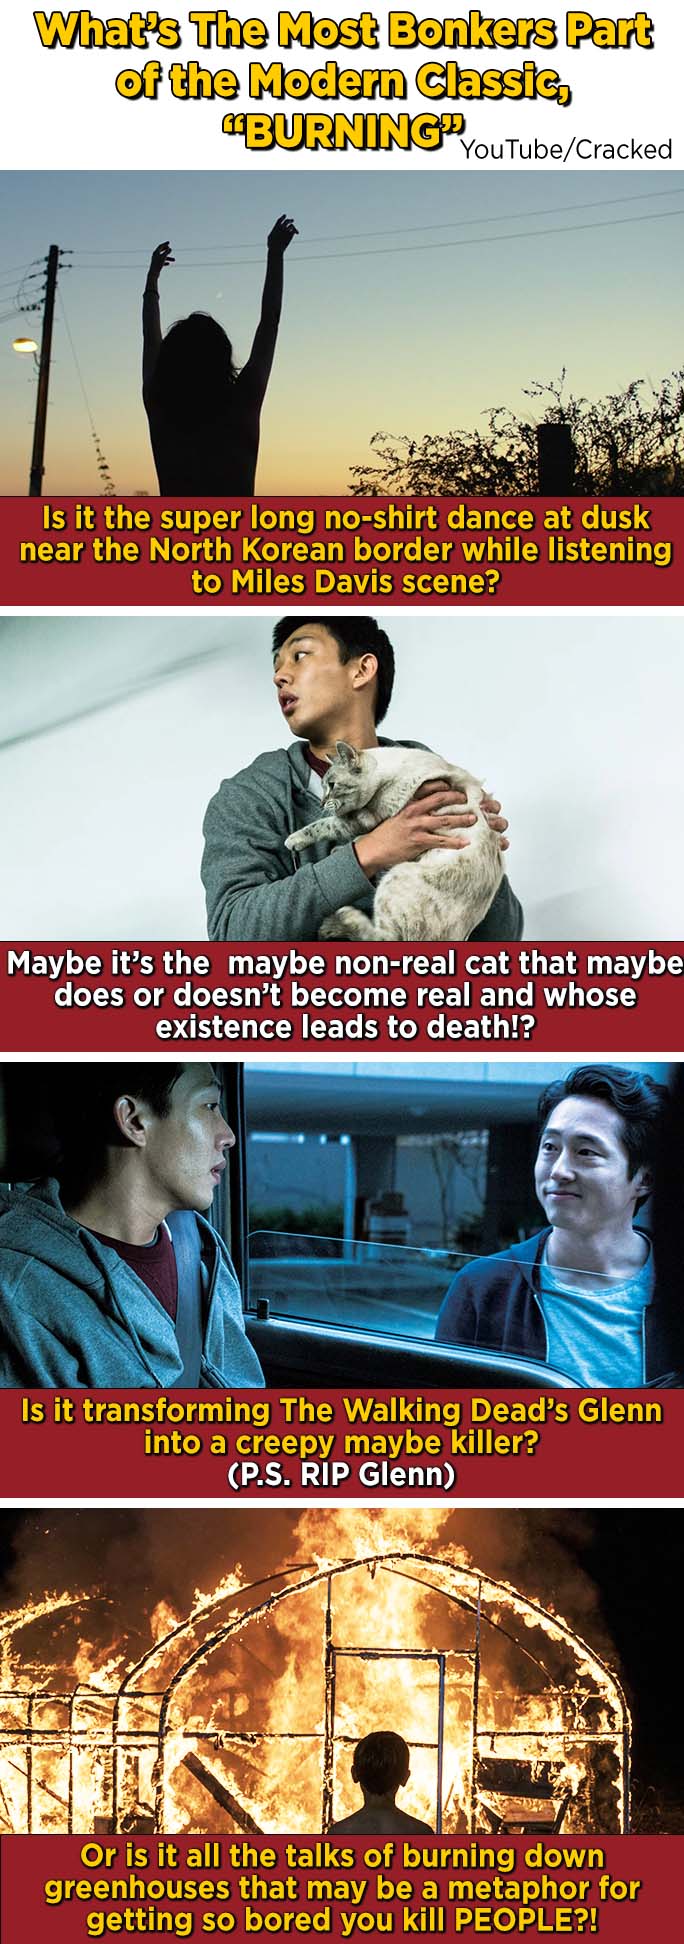 What's The Most Bonkers Part
of the Modern Classic,
“BURNING”
YouTube/Cracked
Is it the super long no-shirt dance at dusk
near the North Korean border while listening
to Miles Davis scene?
Maybe it's the  maybe non-real cat that maybe
does or doesn't become real and whose
existence leads to death!?
Is it transforming The Walking Dead's Glenn
into a creepy maybe killer?
(P.S. RIP Glenn)
Or is it all the talks of burning down
greenhouses that may be a metaphor for
getting so bored you kill PEOPLE?!